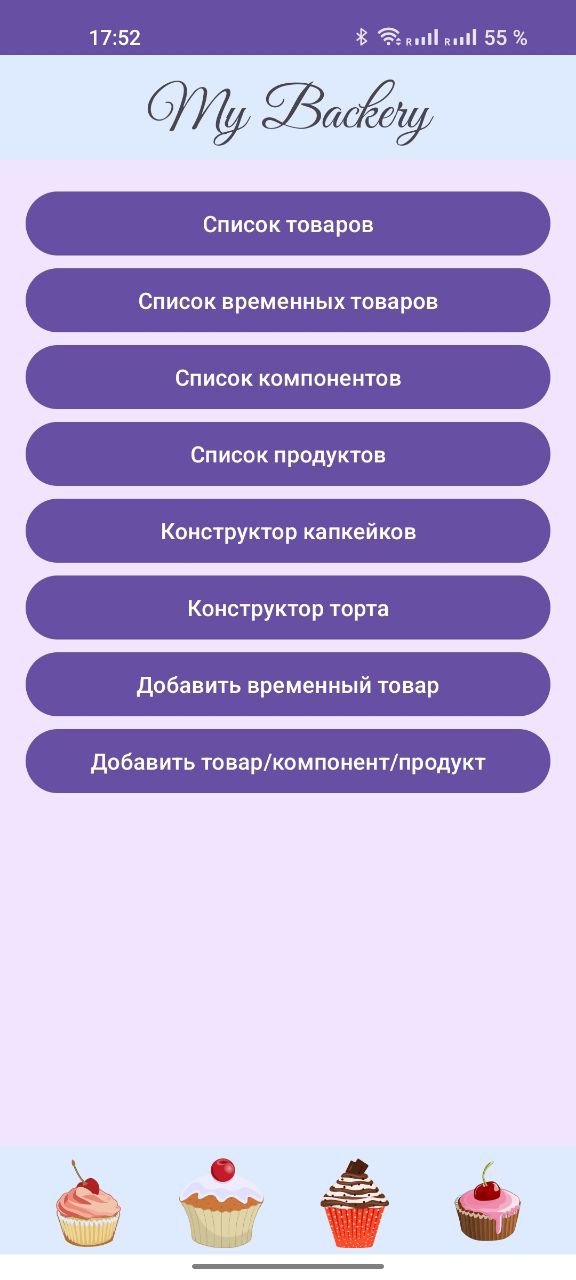 17:52
R R 55 %
My Backery
Список товаров
Список временных товаров
Список компонентов
Список продуктов
Конструктор капкейков
Конструктор торта
Добавить временный товар
Добавить товар/компонент/продукт